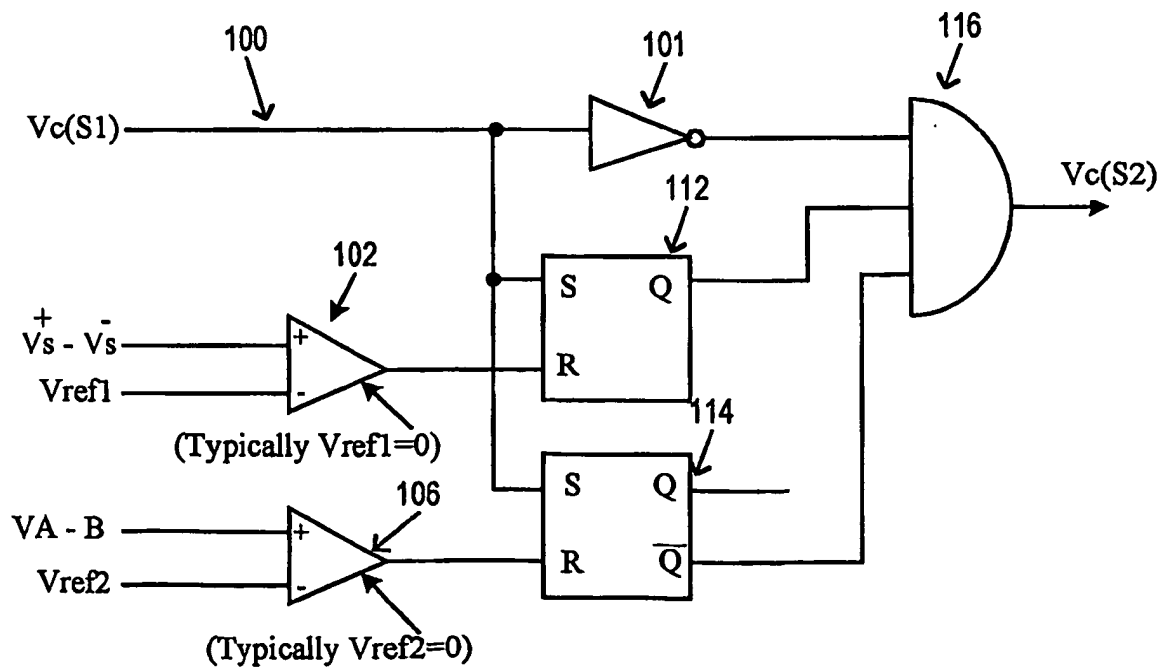 100
101
116
Vc(S1)
Vc(S2)
112
102
S Q
+ -
Vs - Vs
+
Vref1
-
R
114
(Typically Vref1=0)
106
S Q
VA - B
+
R Q̅
Vref2
-
(Typically Vref2=0)